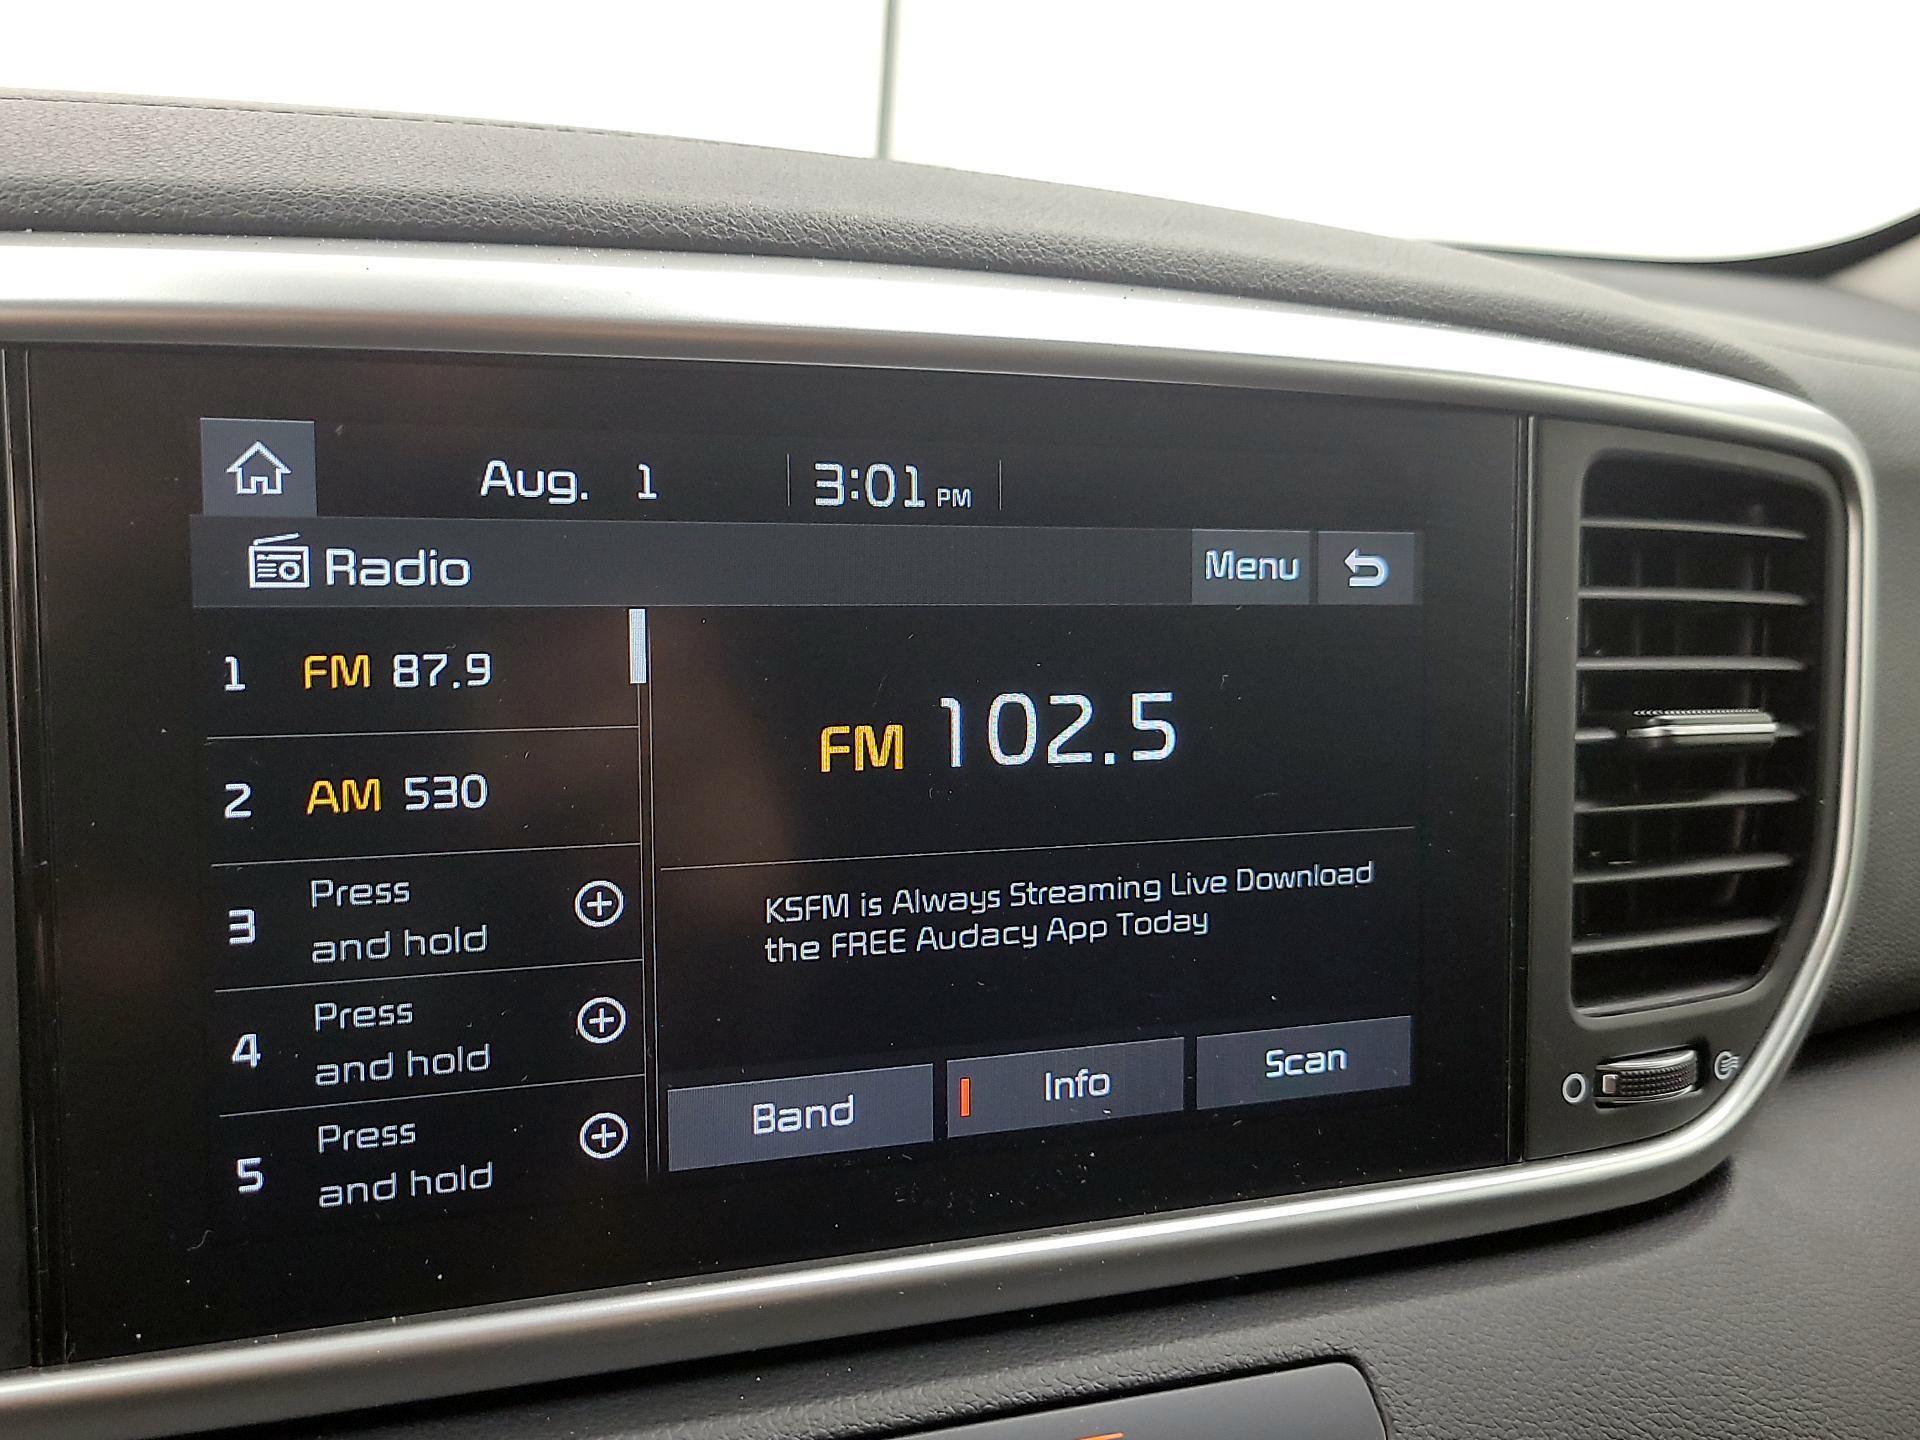 Aug. 1 3:01 PM
Radio Menu
1 FM 87.9
2 AM 530
3 Press
and hold
4 Press
and hold
5 Press
and hold
FM 102.5
KSFM is Always Streaming Live Download
the FREE Audacy App Today
Band Info Scan